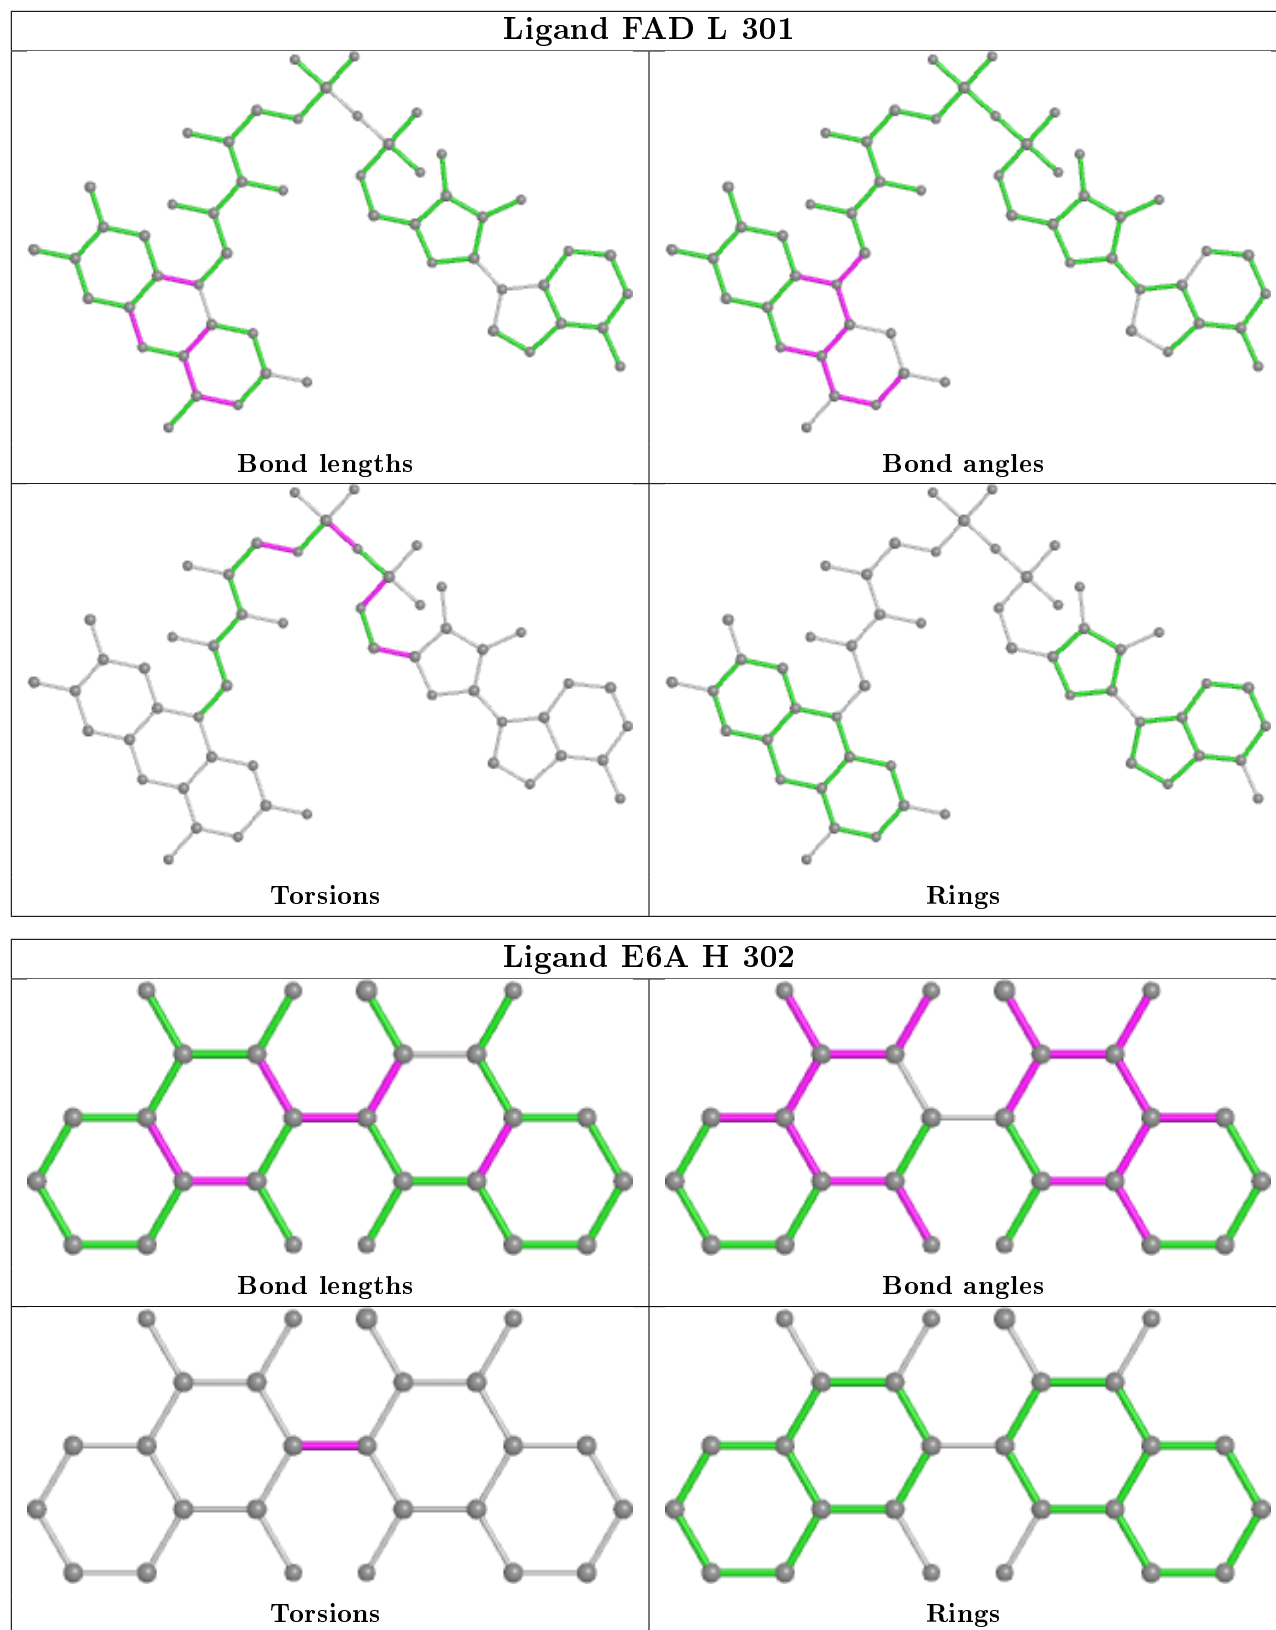 Ligand FAD L 301
Bond lengths
Bond angles
Torsions
Rings
Ligand E6A H 302
Bond lengths
Bond angles
Torsions
Rings